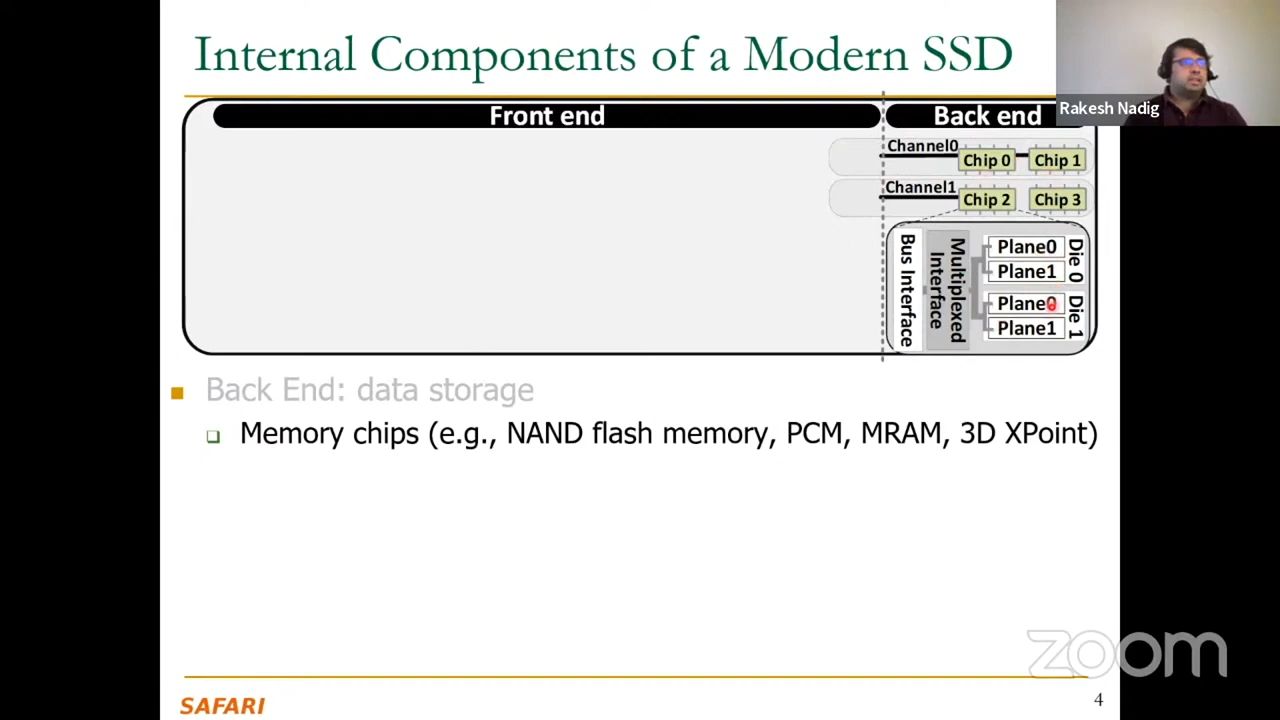 Internal Components of a Modern SSD
Rakesh Nadig
Front end
Back end
Channel0
Chip 0
Chip 1
Channel1
Chip 2
Chip 3
Bus Interface
Multiplexed
Interface
Plane0
Plane1
Die 0
Plane0
Plane1
Die 1
Back End: data storage
Memory chips (e.g., NAND flash memory, PCM, MRAM, 3D XPoint)
zoom
SAFARI
4